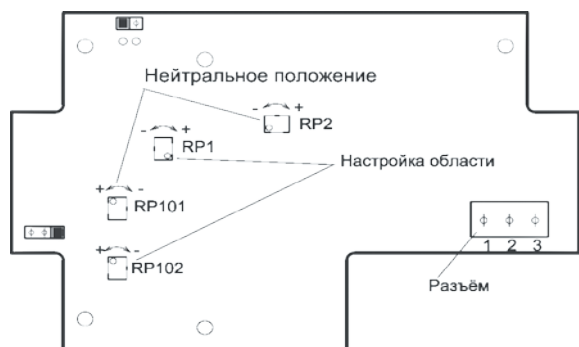 Нейтральное положение
- +
RP2
- +
RP1
Настройка области
+ -
RP101
+ -
RP102
1 2 3
Разъём